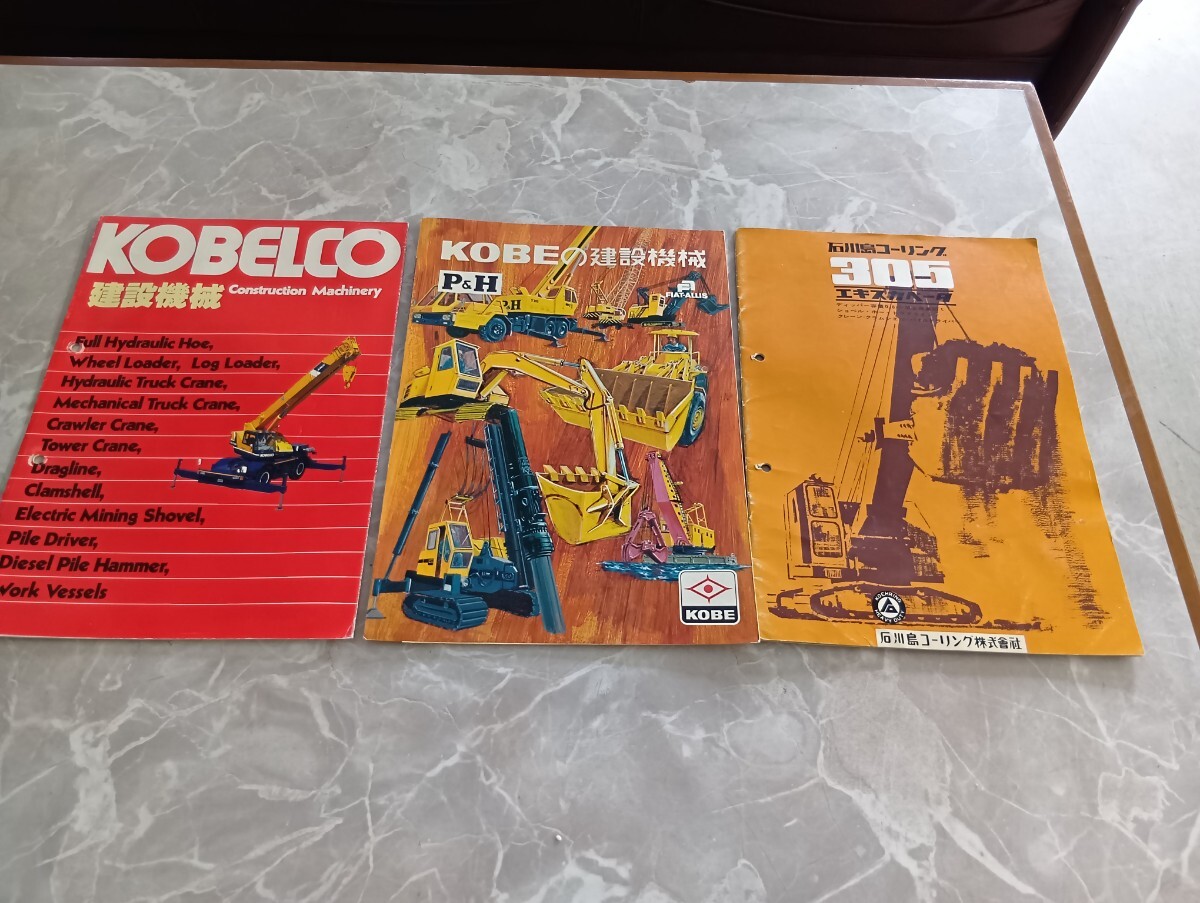 KOBELCO
建設機械 Construction Machinery
Full Hydraulic Hoe,
Wheel Loader, Log Loader,
Hydraulic Truck Crane,
Mechanical Truck Crane,
Crawler Crane,
Tower Crane,
Dragline,
Clamshell,
Electric Mining Shovel,
Pile Driver,
Diesel Pile Hammer,
Work Vessels
KOBEの建設機械
P&H
FIAT-ALLIS
P&H
KOBE
石川島コーリング
305
エキスカベータ
KOEHRING
HEAVY DUTY
石川島コーリング株式會社